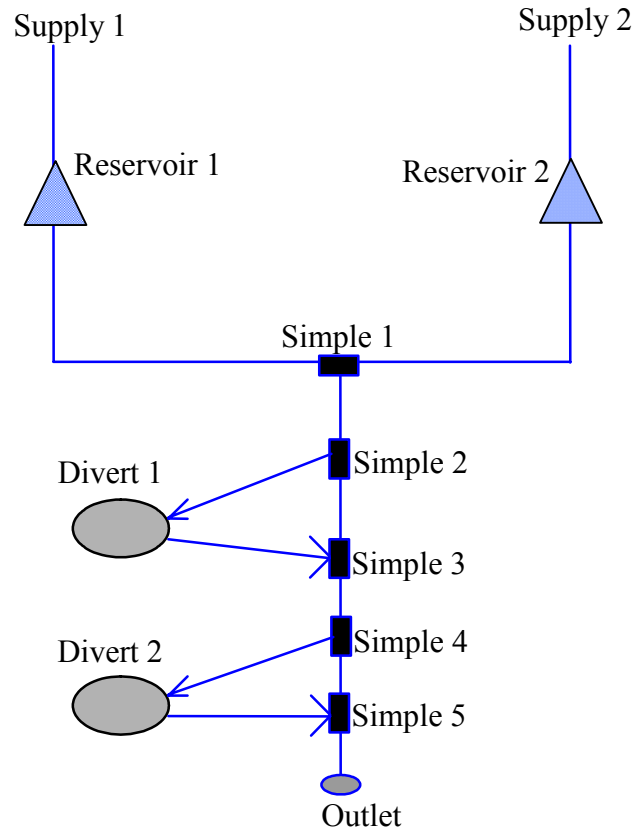 Supply 1
Supply 2
Reservoir 1
Reservoir 2
Simple 1
Simple 2
Divert 1
Simple 3
Simple 4
Divert 2
Simple 5
Outlet